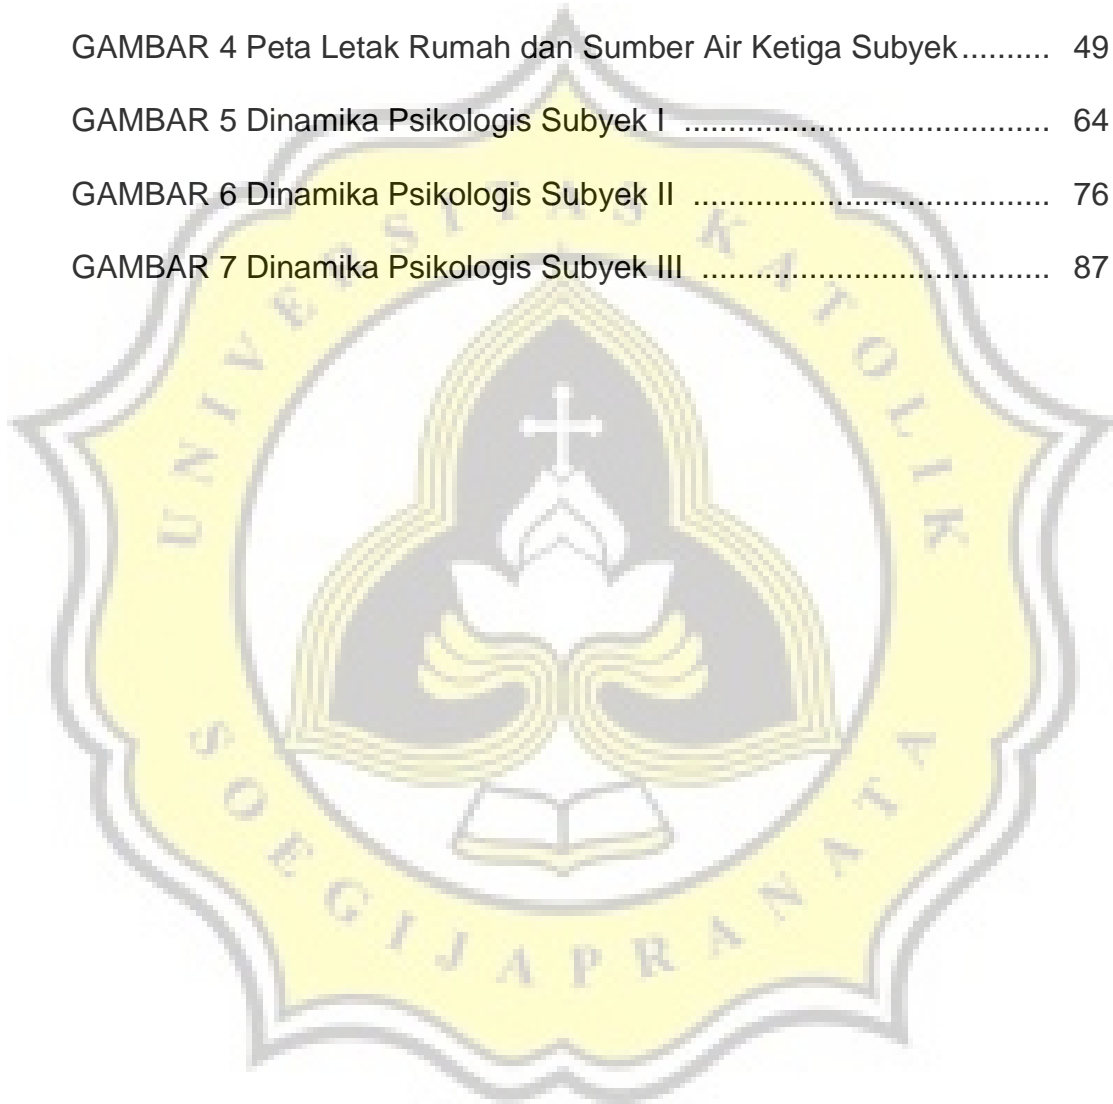 GAMBAR 4 Peta Letak Rumah dan Sumber Air Ketiga Subyek.......... 49
GAMBAR 5 Dinamika Psikologis Subyek I ....................................... 64
GAMBAR 6 Dinamika Psikologis Subyek II ...................................... 76
GAMBAR 7 Dinamika Psikologis Subyek III ..................................... 87
UNIVERSITAS KATOLIK
SOEGIJAPRANATA